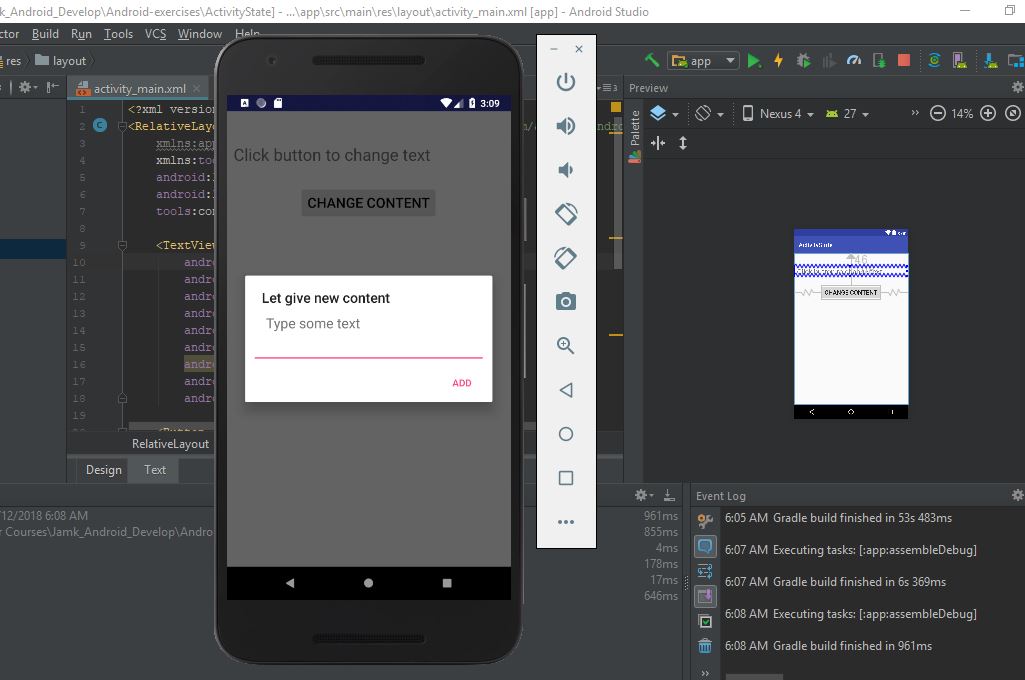 k_Android_Develop\Android-exercises\ActivityState] - ...\app\src\main\res\layout\activity_main.xml [app] - Android Studio
ctor Build Run Tools VCS Window Help
res layout
app
activity_main.xml
Preview
1 <?xml versio
2 <RelativeLay
3 xmlns:app
4 xmlns:too
5 android:l
6 android:l
7 tools:con
8
9 <TextView
10 andro
11 andro
12 andro
13 andro
14 andro
15 andro
16 andro
17 andro
18 andro
19
<Button
RelativeLayout
Design Text
3:09
Click button to change text
CHANGE CONTENT
Let give new content
Type some text
ADD
Palette
Nexus 4 27 14%
ActivityState
CHANGE CONTENT
/12/2018 6:08 AM
r Courses\Jamk_Android_Develop\Andro
961ms
855ms
4ms
178ms
17ms
646ms
Event Log
6:05 AM Gradle build finished in 53s 483ms
6:07 AM Executing tasks: [:app:assembleDebug]
6:07 AM Gradle build finished in 6s 369ms
6:08 AM Executing tasks: [:app:assembleDebug]
6:08 AM Gradle build finished in 961ms